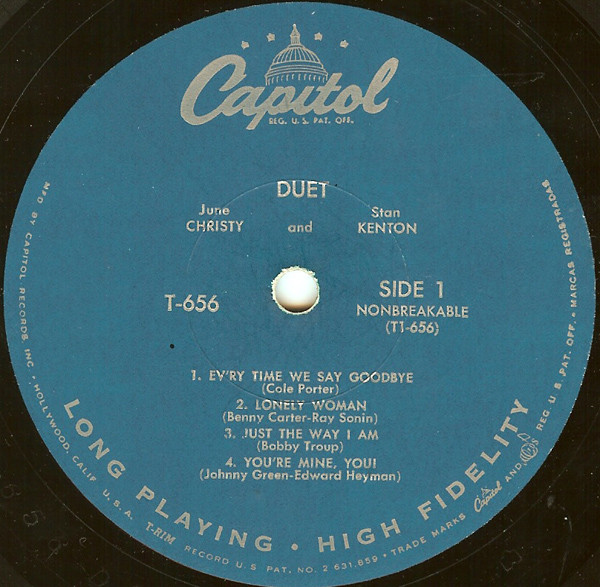 Capitol
REG. U. S. PAT. OFF.
DUET
June Stan
CHRISTY and KENTON
T-656
SIDE 1
NONBREAKABLE
(T1-656)
1. EV'RY TIME WE SAY GOODBYE
(Cole Porter)
2. LONELY WOMAN
(Benny Carter-Ray Sonin)
3. JUST THE WAY I AM
(Bobby Troup)
4. YOU'RE MINE, YOU!
(Johnny Green-Edward Heyman)
LONG PLAYING • HIGH FIDELITY
MFG BY CAPITOL RECORDS, INC. • HOLLYWOOD, CALIF. U. S. A. T-RIM RECORD U S PAT. NO. 2 631,859 • TRADE MARKS Capitol AND REG. U. S. PAT. OFF. • MARCAS REGISTRADAS